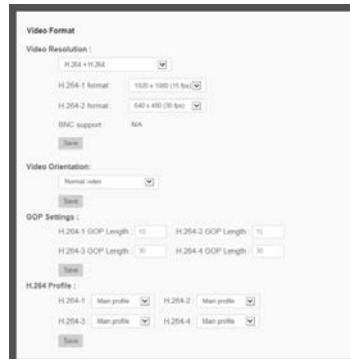 Video Format
Video Resolution :
H.264 + H.264
H.264-1 format : 1920 x 1080 (15 fps)
H.264-2 format : 640 x 480 (30 fps)
BNC support : N/A
Save
Video Orientation:
Normal video
Save
GOP Settings :
H.264-1 GOP Length : H.264-2 GOP Length : 15
H.264-3 GOP Length : 30 H.264-4 GOP Length : 30
Save
H.264 Profile :
H.264-1 : Main profile H.264-2 : Main profile
H.264-3 : Main profile H.264-4 : Main profile
Save